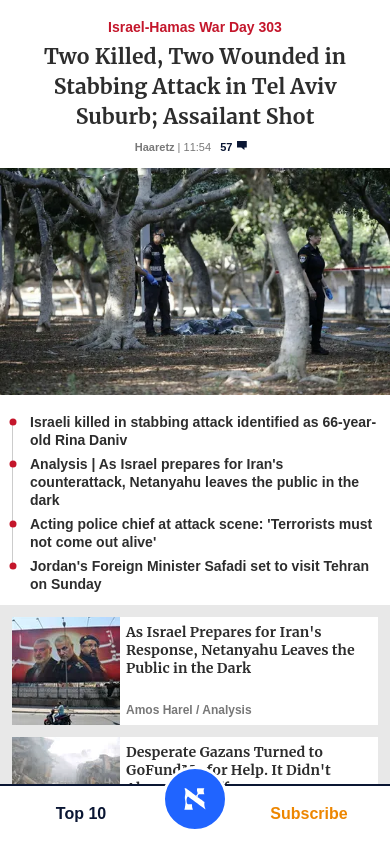 Israel-Hamas War Day 303
Two Killed, Two Wounded in
Stabbing Attack in Tel Aviv
Suburb; Assailant Shot
Haaretz | 11:54 57
Israeli killed in stabbing attack identified as 66-year-
old Rina Daniv
Analysis | As Israel prepares for Iran's
counterattack, Netanyahu leaves the public in the
dark
Acting police chief at attack scene: 'Terrorists must
not come out alive'
Jordan's Foreign Minister Safadi set to visit Tehran
on Sunday
As Israel Prepares for Iran's
Response, Netanyahu Leaves the
Public in the Dark
Amos Harel / Analysis
Desperate Gazans Turned to
for Help. It Didn't
Top 10
Subscribe